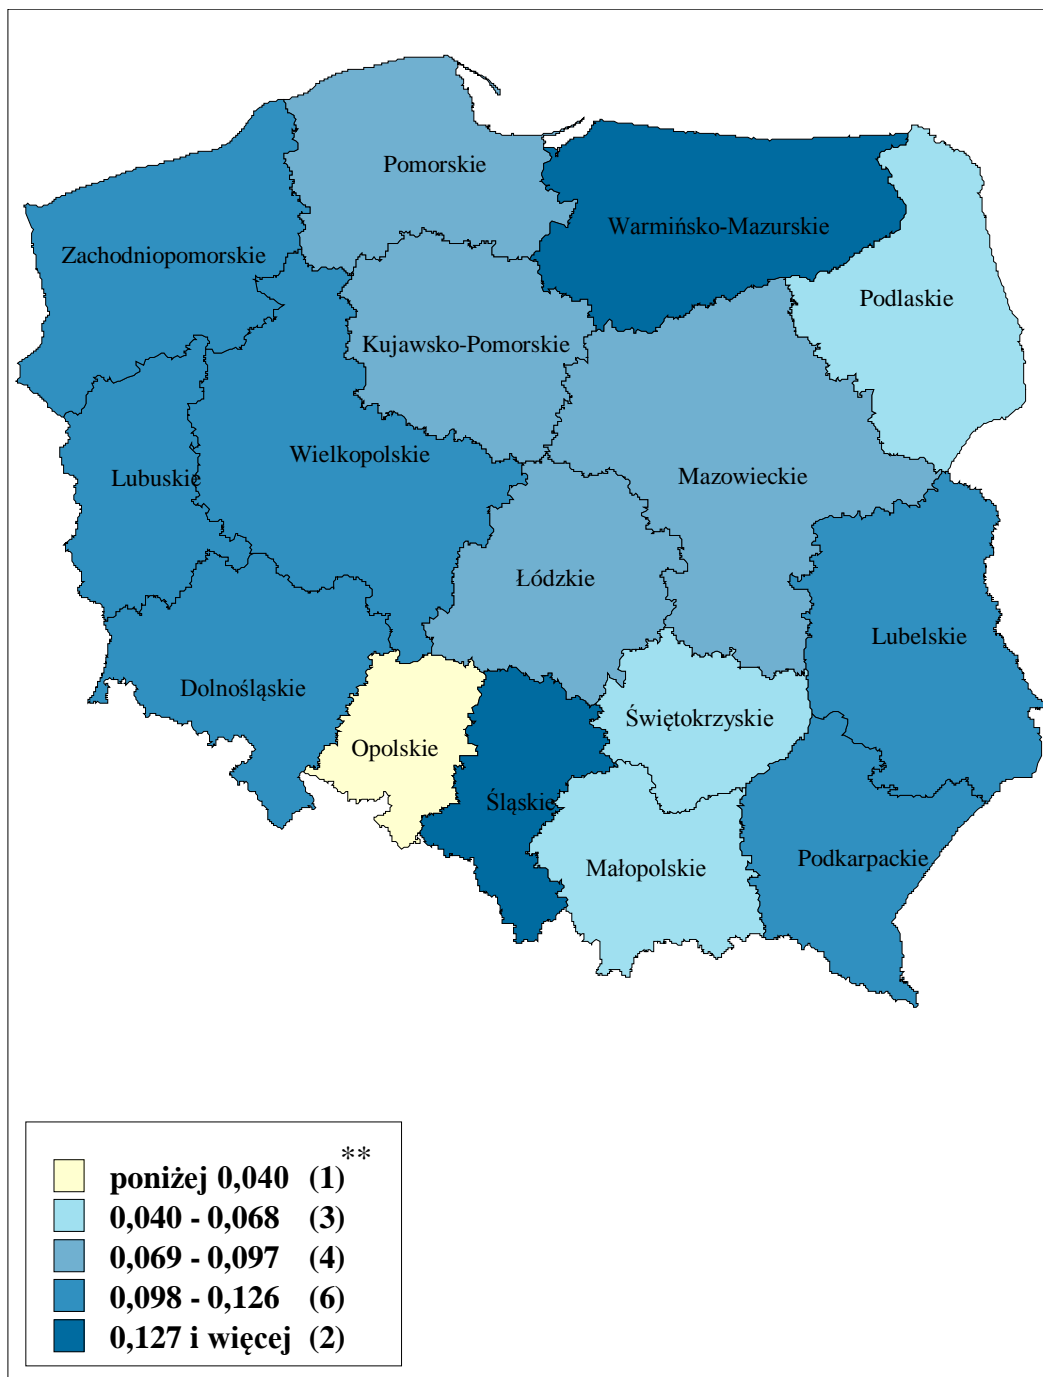 Pomorskie
Warmińsko-Mazurskie
Zachodniopomorskie
Podlaskie
Kujawsko-Pomorskie
Wielkopolskie
Lubuskie
Mazowieckie
Łódzkie
Lubelskie
Dolnośląskie
Świętokrzyskie
Opolskie
Śląskie
Małopolskie
Podkarpackie
poniżej 0,040 (1)**
0,040 - 0,068 (3)
0,069 - 0,097 (4)
0,098 - 0,126 (6)
0,127 i więcej (2)